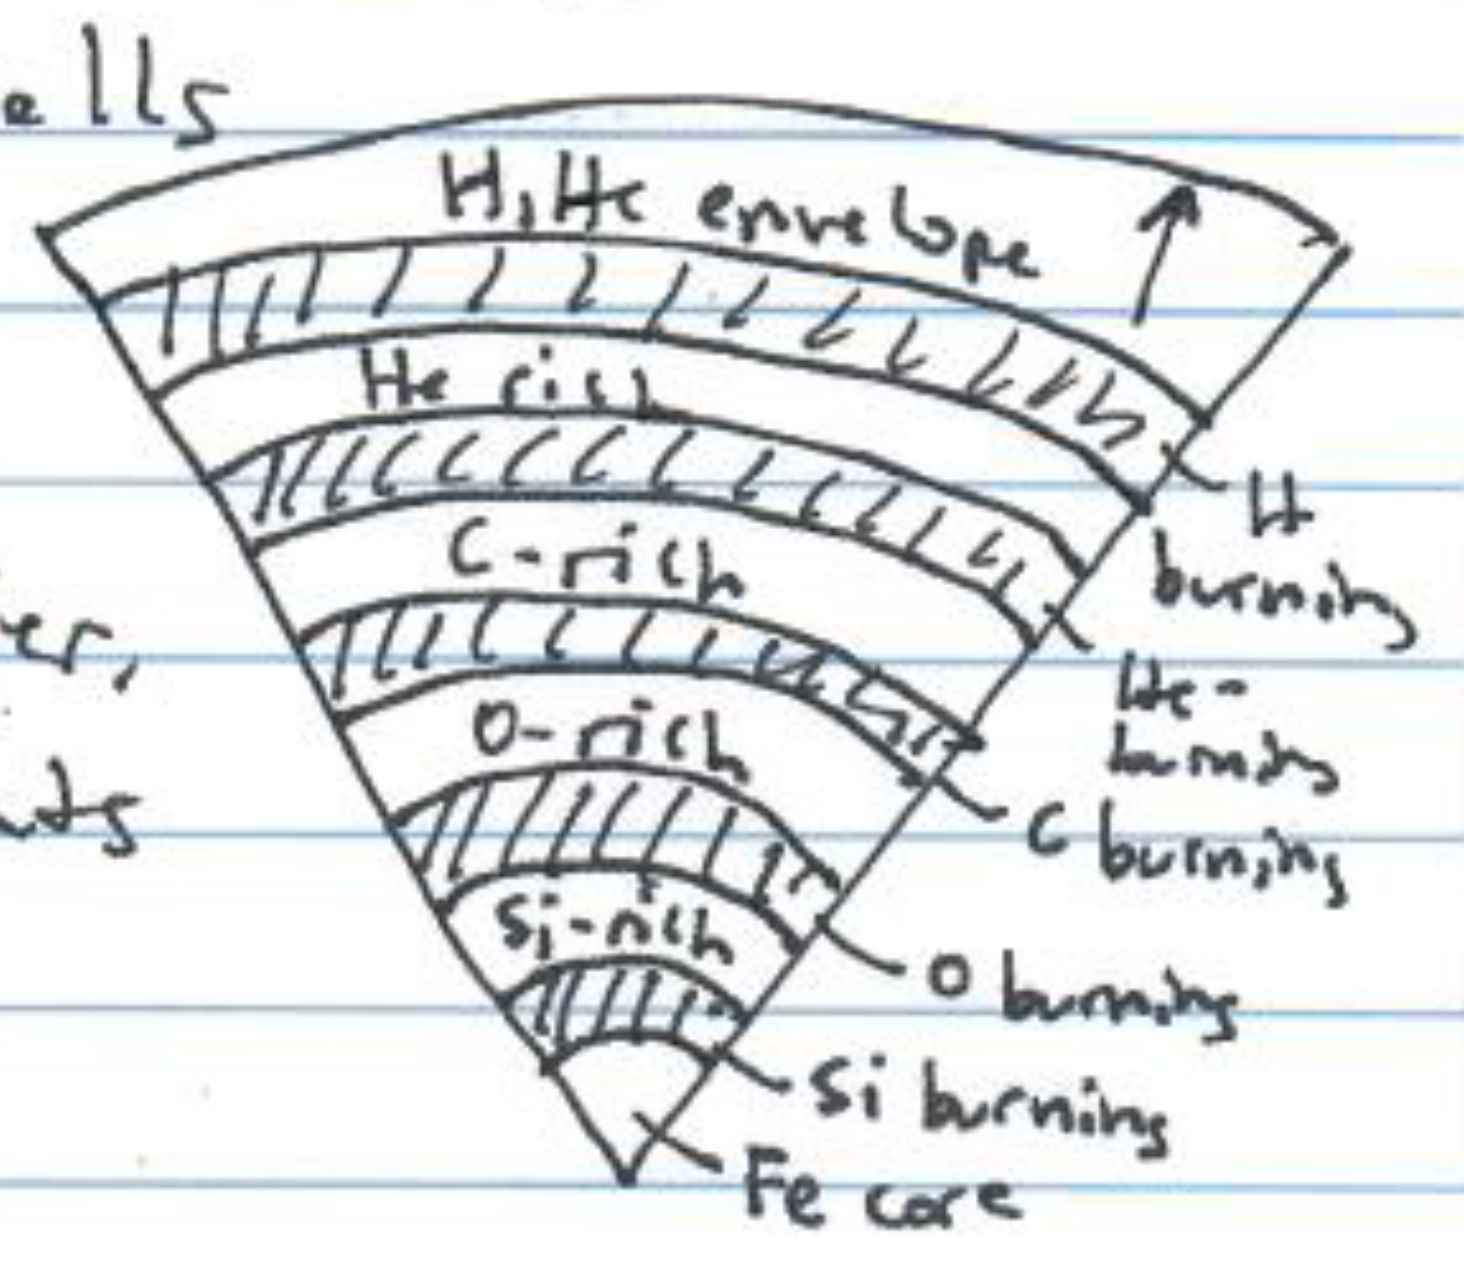 ells
H, He envelope
He rich
H
burning
C-rich
er,
He-
burning
O-rich
C burning
Si-rich
O burning
Si burning
Fe core